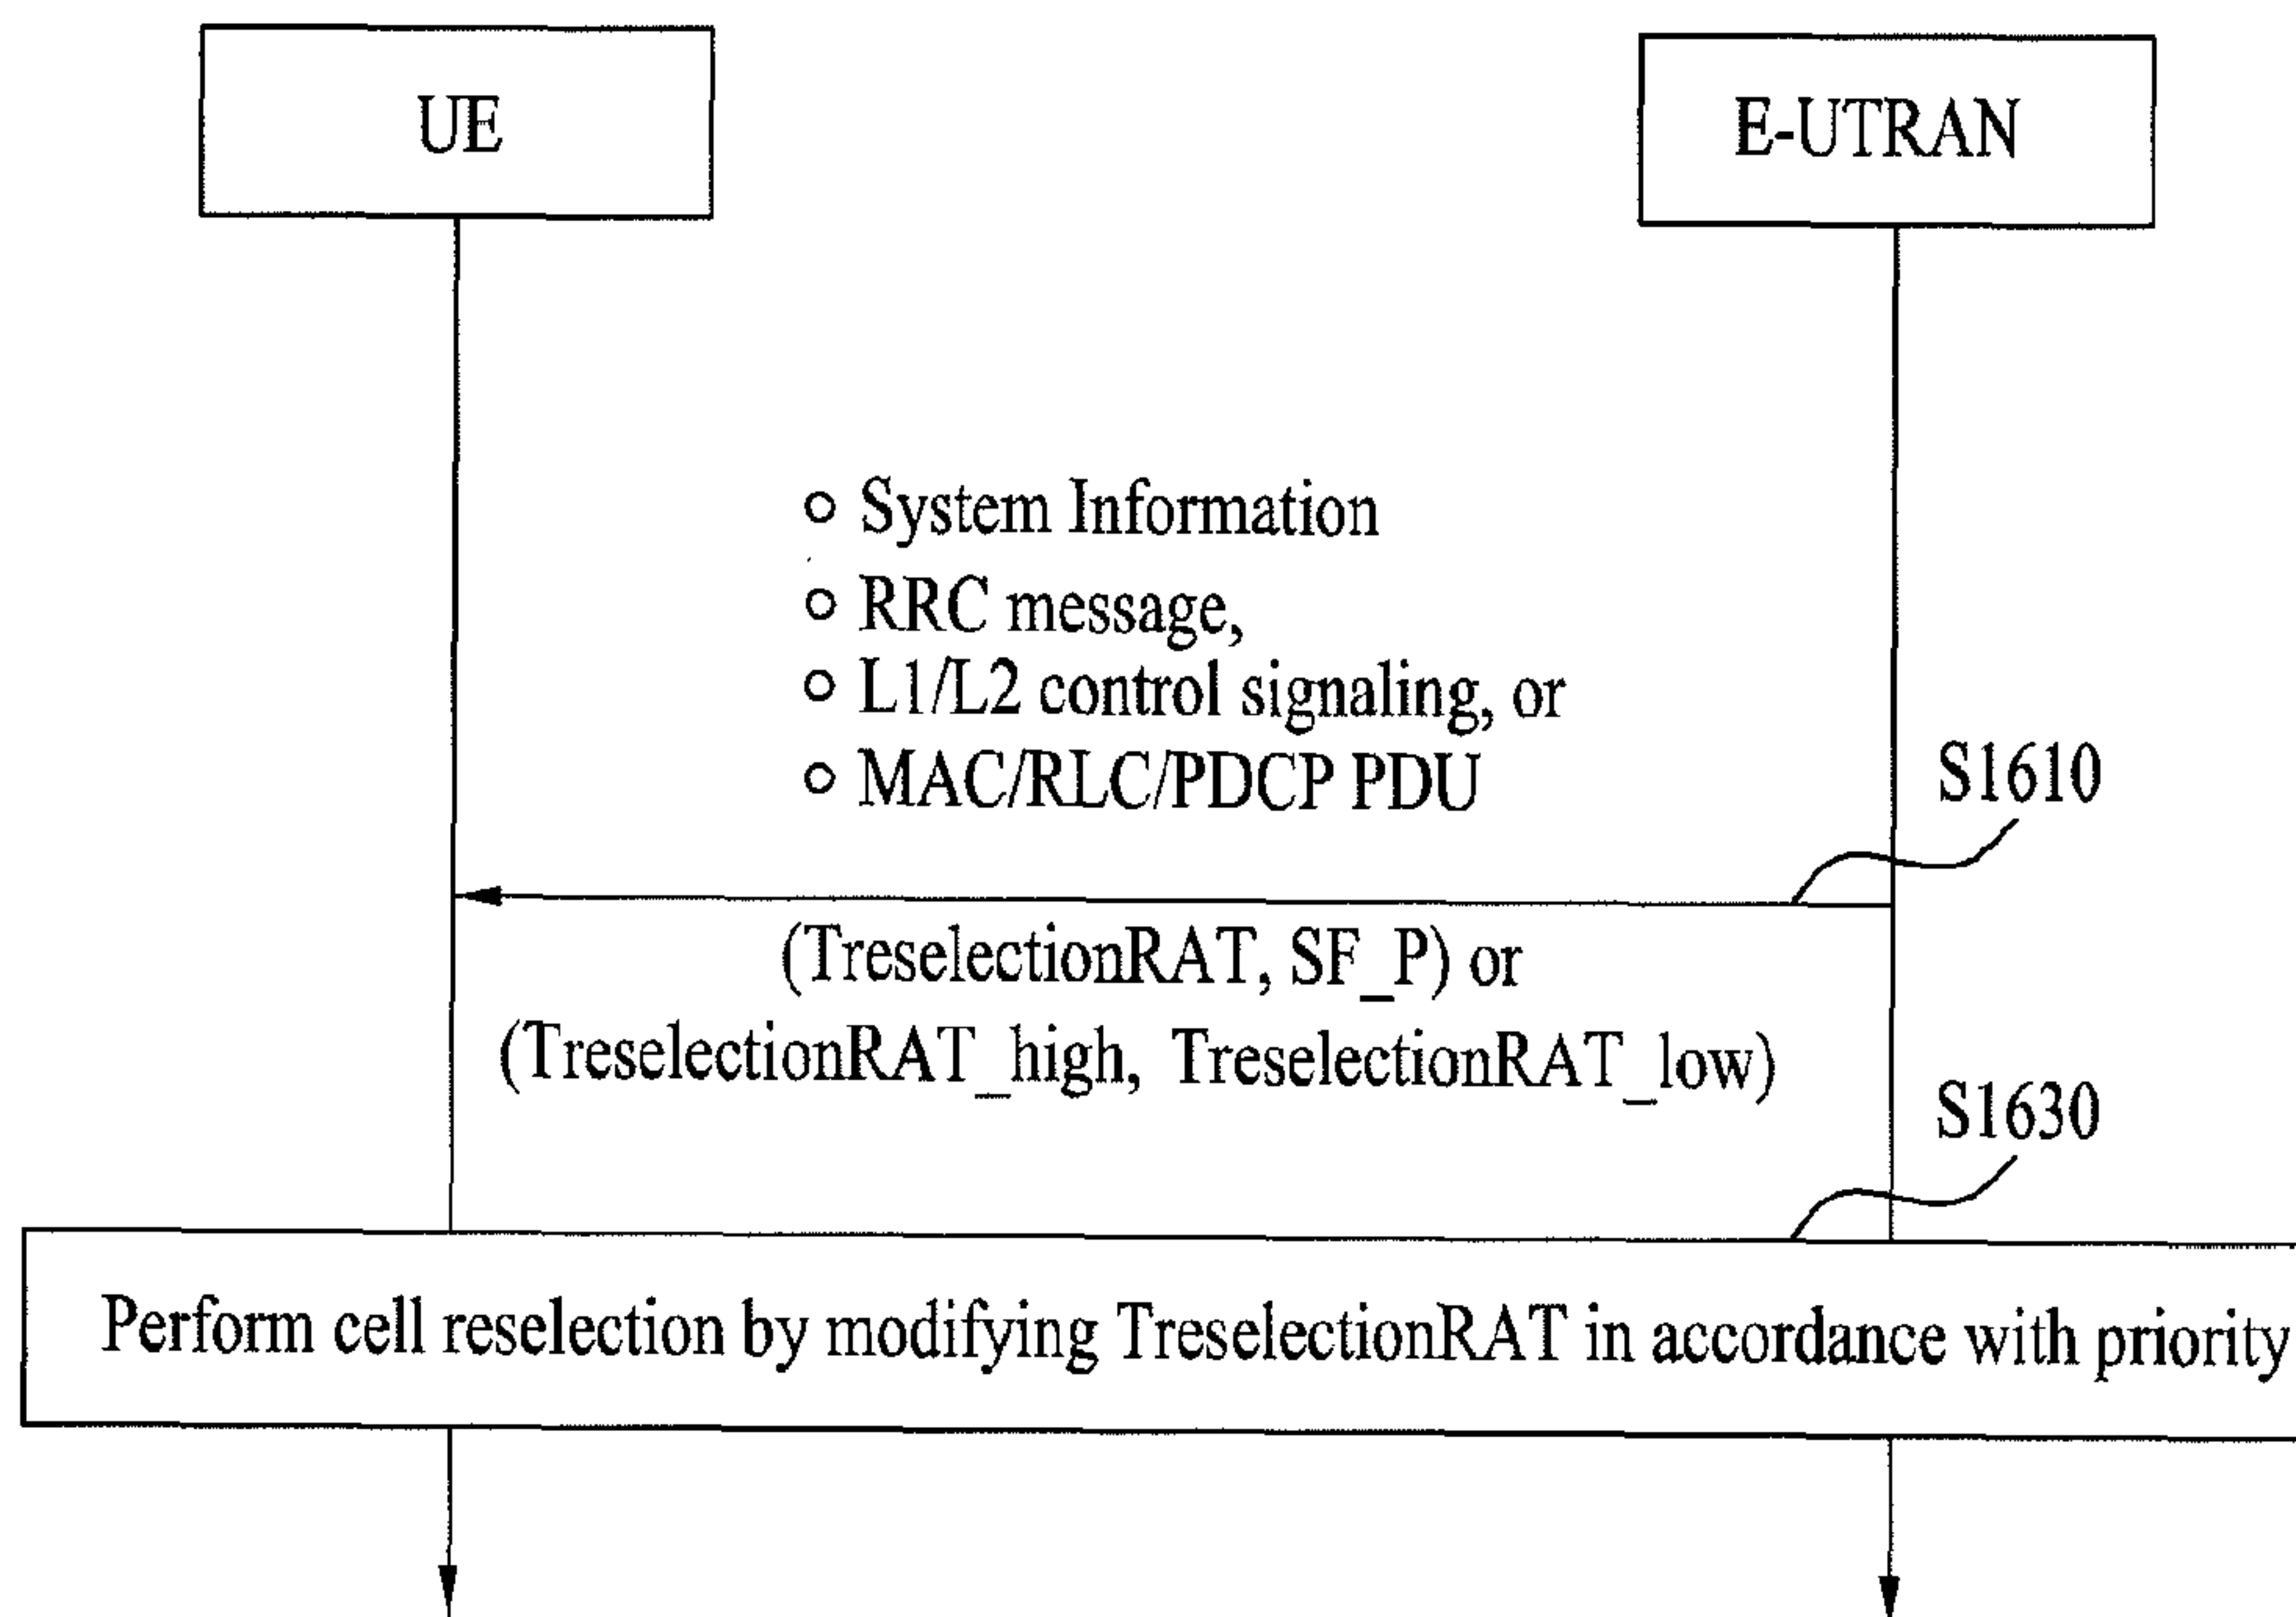 UE
E-UTRAN
○ System Information
○ RRC message,
○ L1/L2 control signaling, or
○ MAC/RLC/PDCP PDU
S1610
(TreselectionRAT, SF_P) or
(TreselectionRAT_high, TreselectionRAT_low)
S1630
Perform cell reselection by modifying TreselectionRAT in accordance with priority